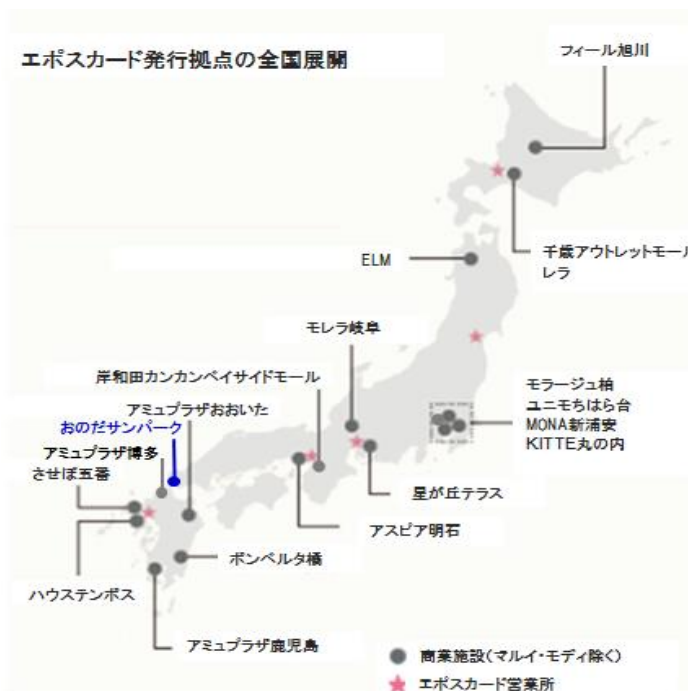 エポスカード発行拠点の全国展開
フィール旭川
千歳アウトレットモール
レラ
ELM
モレラ岐阜
岸和田カンカンベイサイドモール
アミュプラザおおいた
おのだサンパーク
アミュプラザ博多
させぼ五番
モラージュ柏
ユニモちはら台
MONA新浦安
KITTE丸の内
星が丘テラス
アスピア明石
ボンベルタ橘
ハウステンボス
アミュプラザ鹿児島
商業施設(マルイ・モディ除く)
エポスカード営業所